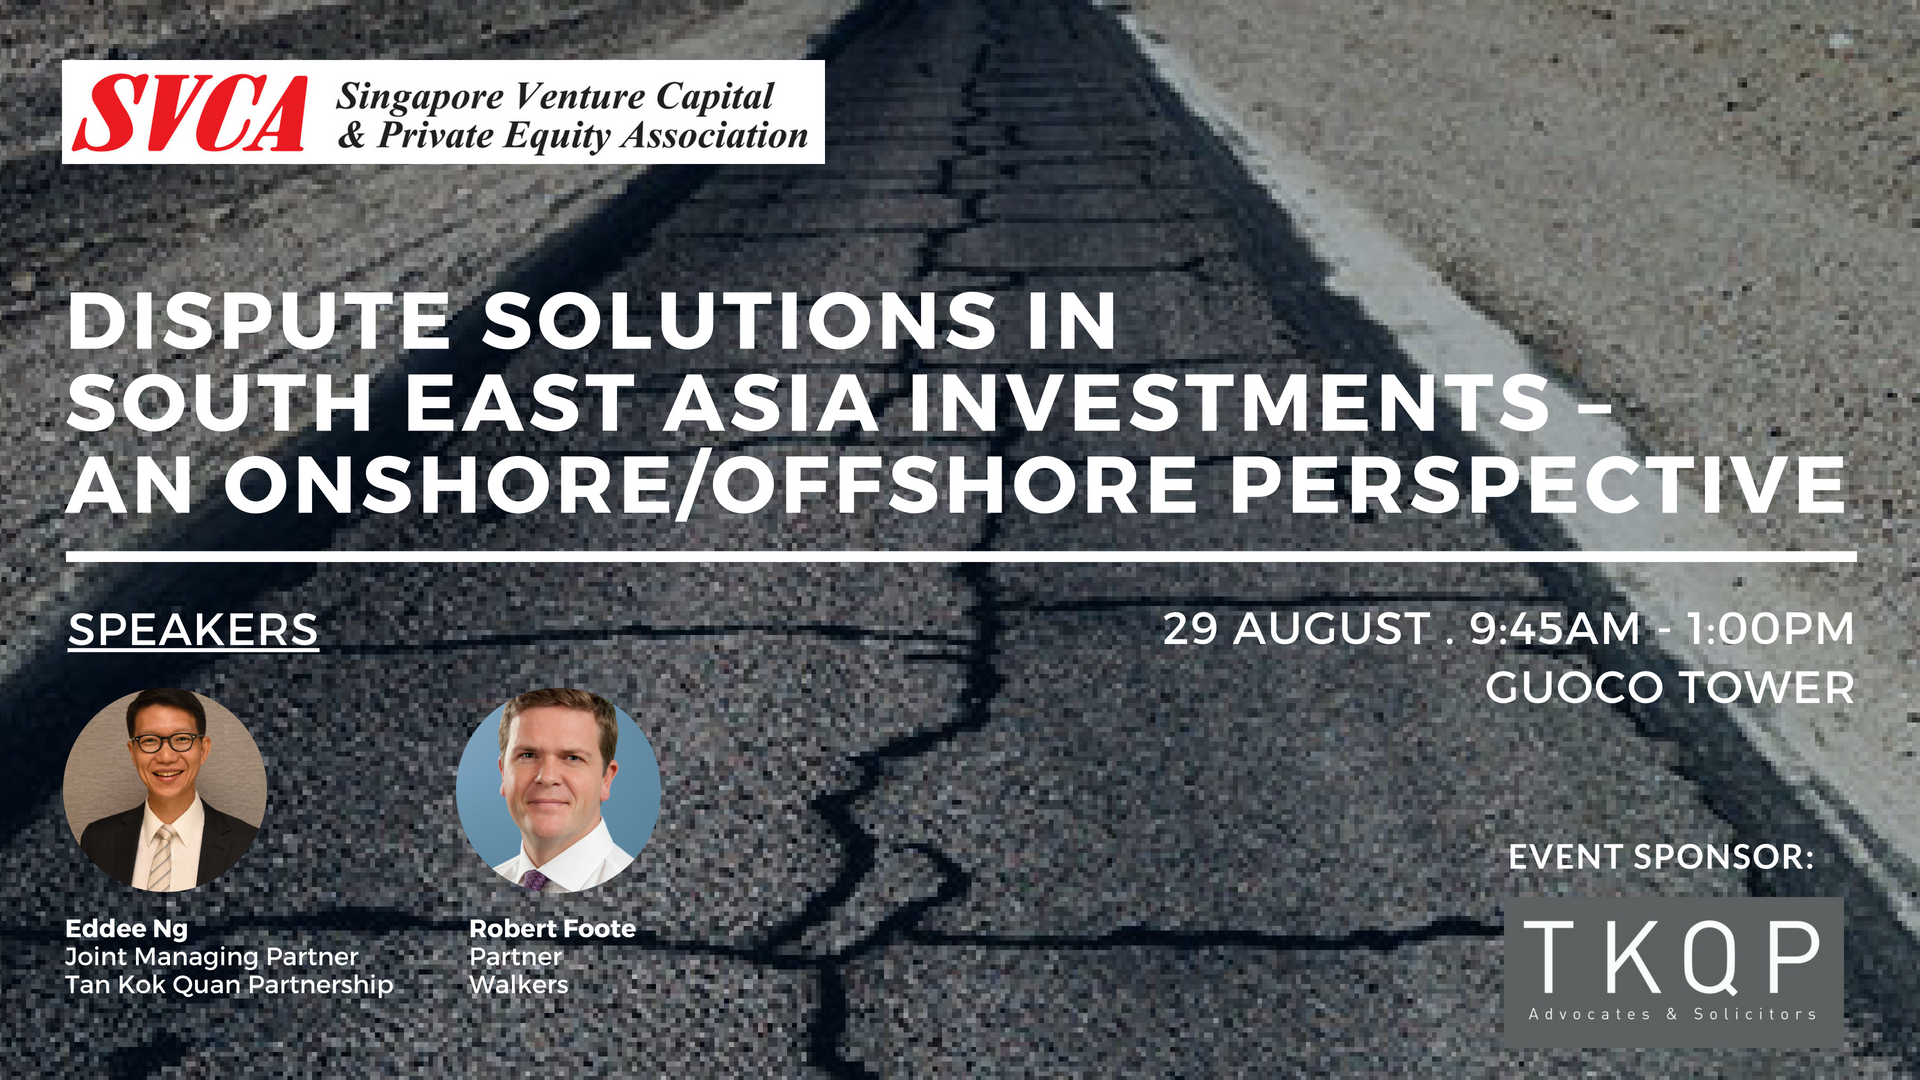 SVCA
Singapore Venture Capital
& Private Equity Association
DISPUTE SOLUTIONS IN
SOUTH EAST ASIA INVESTMENTS –
AN ONSHORE/OFFSHORE PERSPECTIVE
SPEAKERS
29 AUGUST . 9:45AM - 1:00PM
GUOCO TOWER
Eddee Ng
Joint Managing Partner
Tan Kok Quan Partnership
Robert Foote
Partner
Walkers
EVENT SPONSOR:
TKQP
Advocates & Solicitors